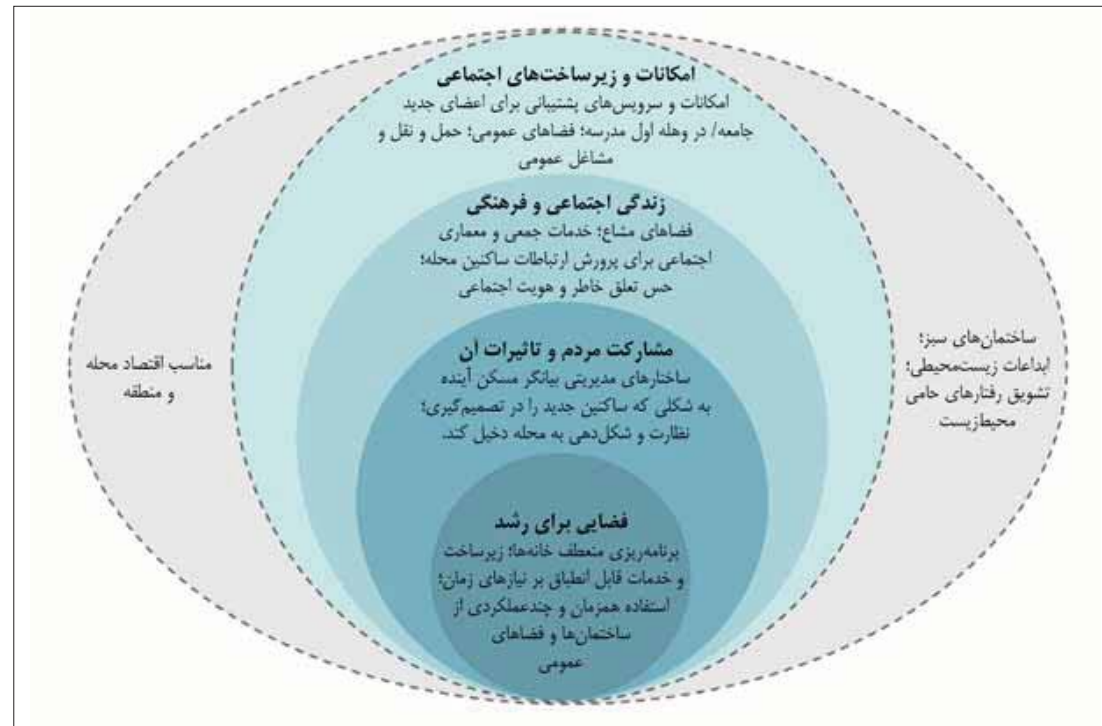 امکانات و زیرساخت‌های اجتماعی
امکانات و سرویس‌های پشتیبانی برای اعضای جدید
جامعه/ در وهله اول مدرسه؛ فضاهای عمومی؛ حمل و نقل و
مشاغل عمومی
زندگی اجتماعی و فرهنگی
فضاهای مشاع؛ خدمات جمعی و معماری
اجتماعی برای پرورش ارتباطات ساکنین محله؛
حس تعلق خاطر و هویت اجتماعی
مشارکت مردم و تاثیرات آن
ساختارهای مدیریتی بیانگر مسکن آینده
به شکلی که ساکنین جدید را در تصمیم‌گیری؛
نظارت و شکل‌دهی به محله دخیل کند.
فضایی برای رشد
برنامه‌ریزی منعطف خانه‌ها؛ زیرساخت
و خدمات قابل انطباق بر نیازهای زمان؛
استفاده همزمان و چندعملکردی از
ساختمان‌ها و فضاهای
عمومی
ساختمان‌های سبز؛
ابداعات زیست‌محیطی؛
تشویق رفتارهای حامی
محیط‌زیست
مناسب اقتصاد محله
و منطقه